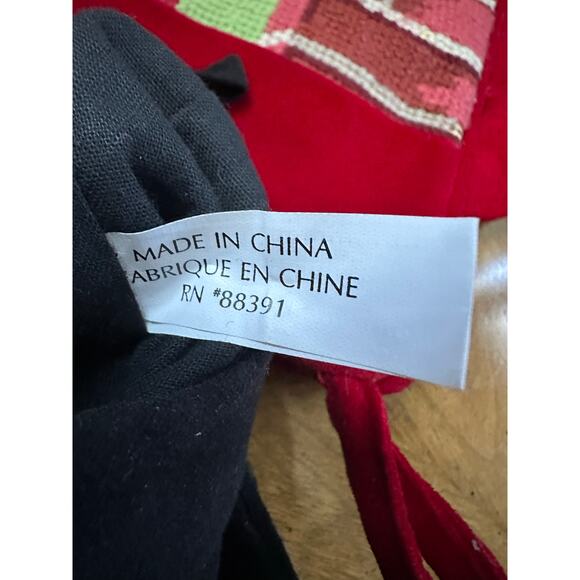 MADE IN CHINA
ABRIQUE EN CHINE
RN #88391